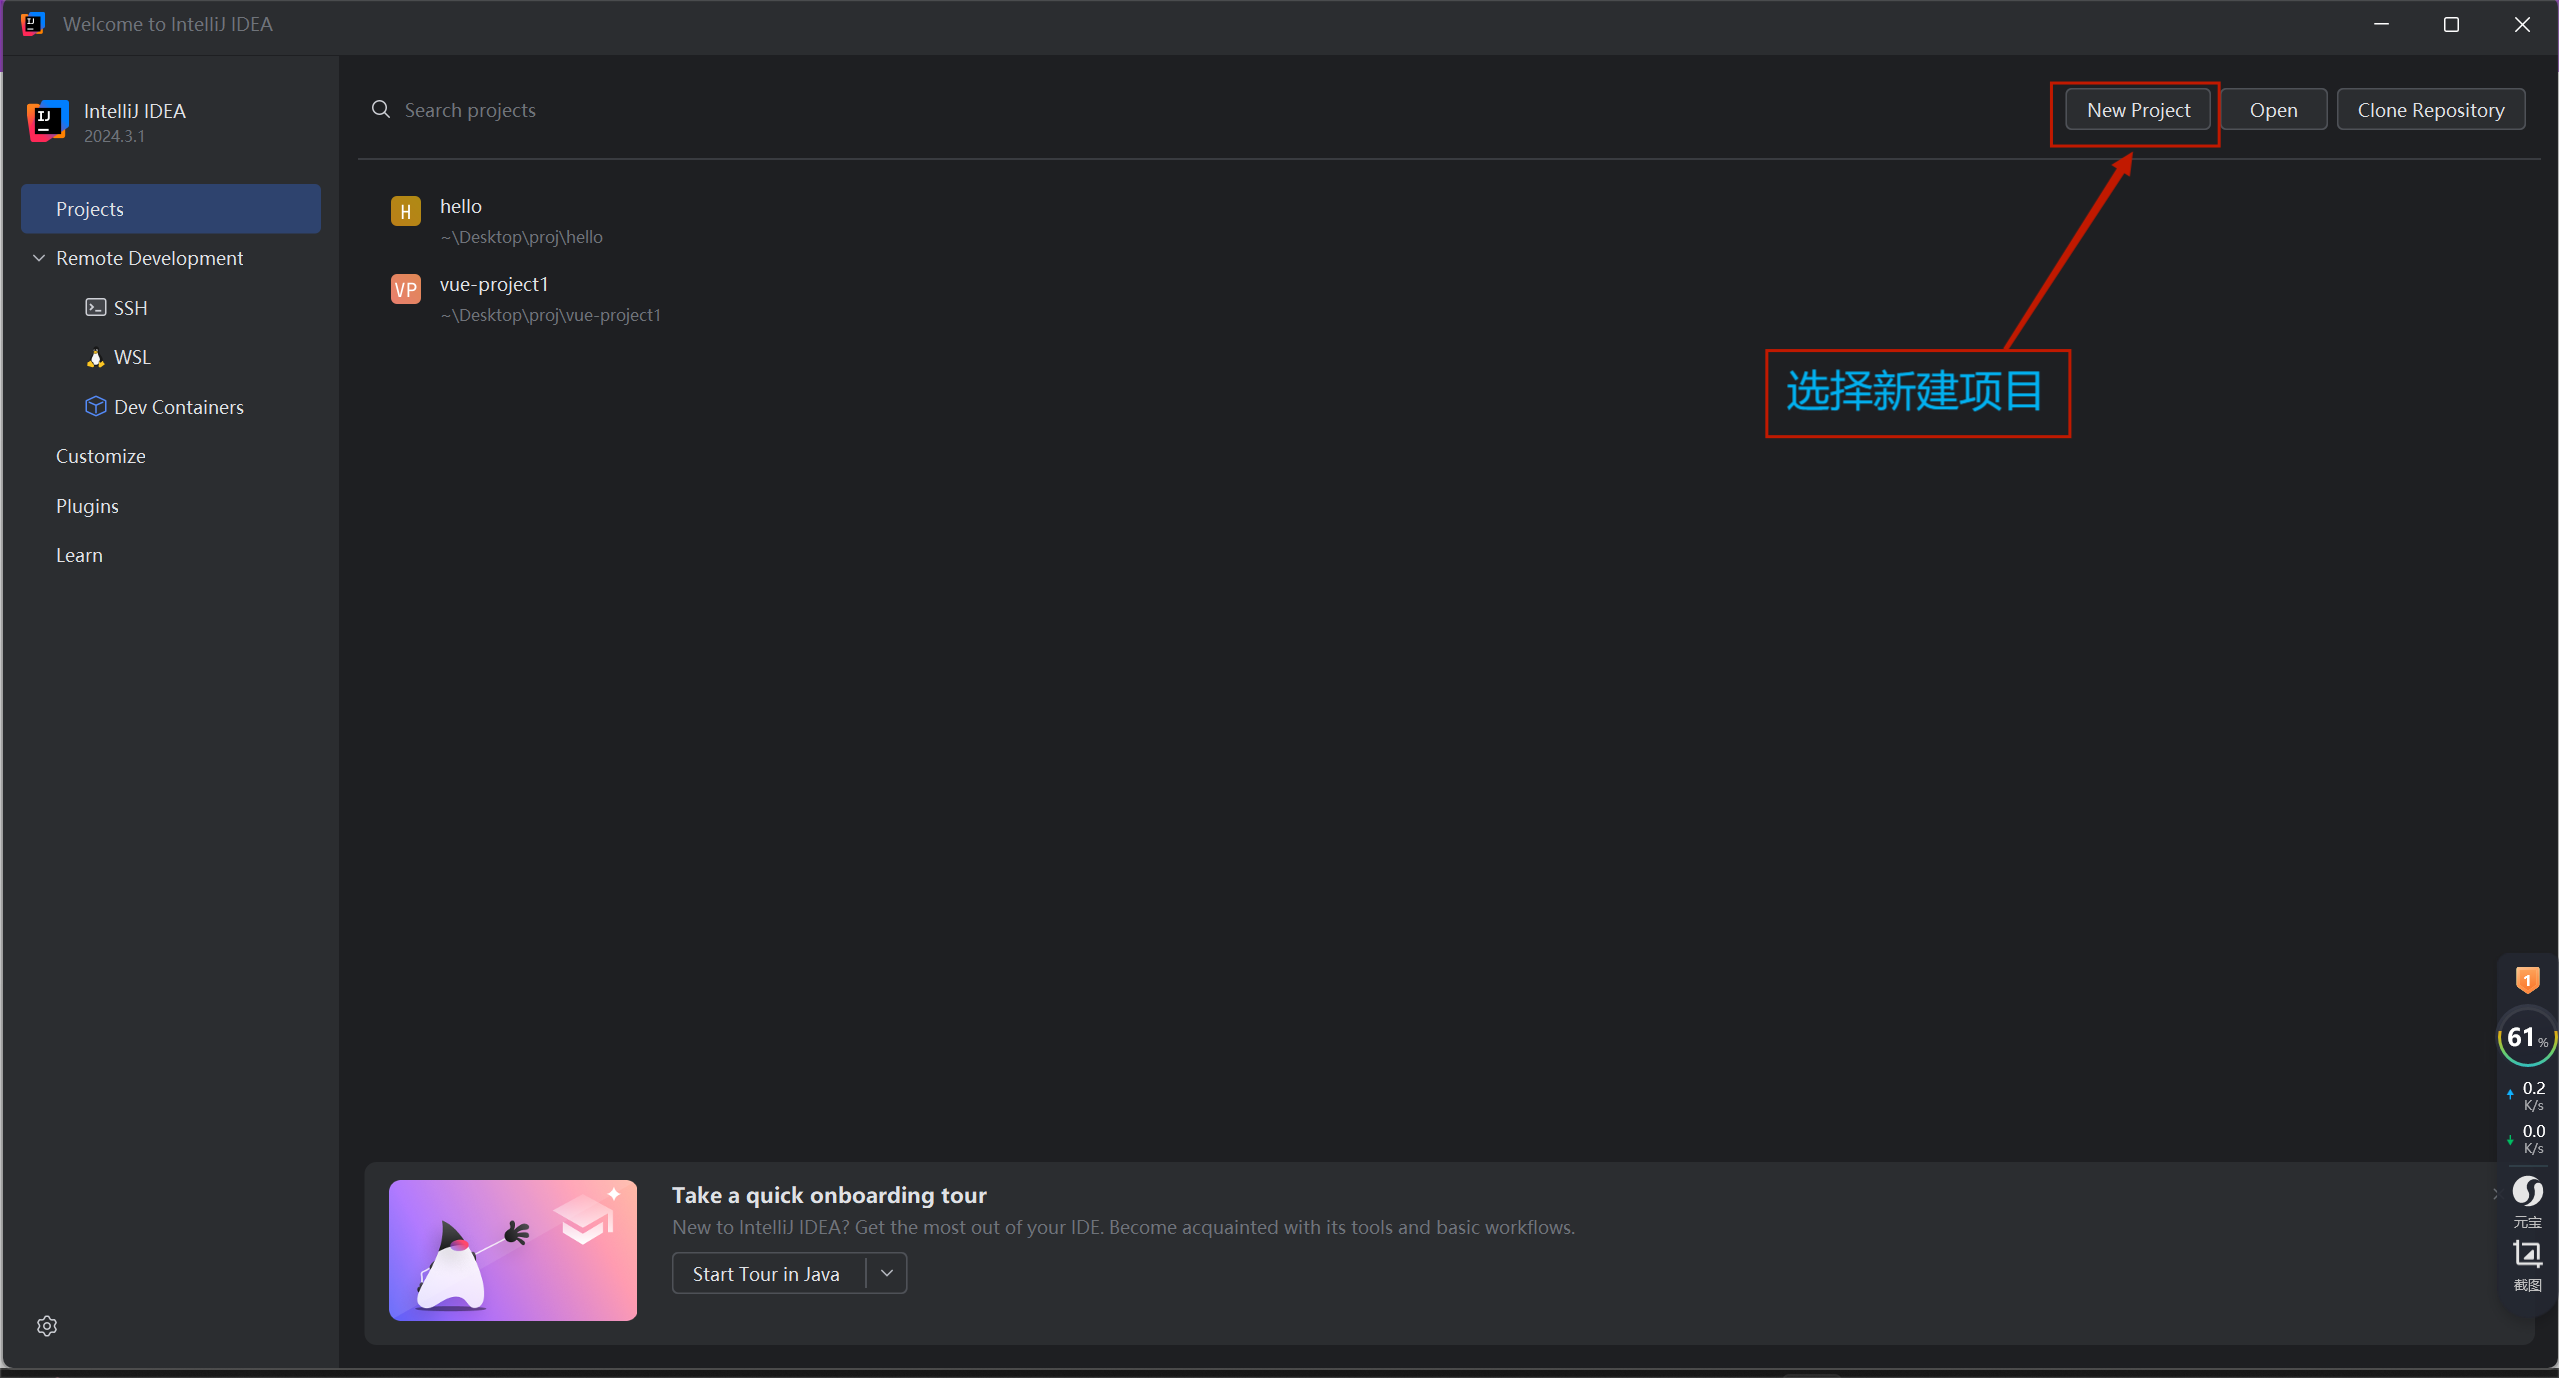 Welcome to IntelliJ IDEA
IntelliJ IDEA
2024.3.1
Search projects
New Project
Open
Clone Repository
Projects
Remote Development
SSH
WSL
Dev Containers
Customize
Plugins
Learn
H
hello
~\Desktop\proj\hello
VP
vue-project1
~\Desktop\proj\vue-project1
选择新建项目
Take a quick onboarding tour
New to IntelliJ IDEA? Get the most out of your IDE. Become acquainted with its tools and basic workflows.
Start Tour in Java
1
61%
0.2
K/s
0.0
K/s
元宝
截图